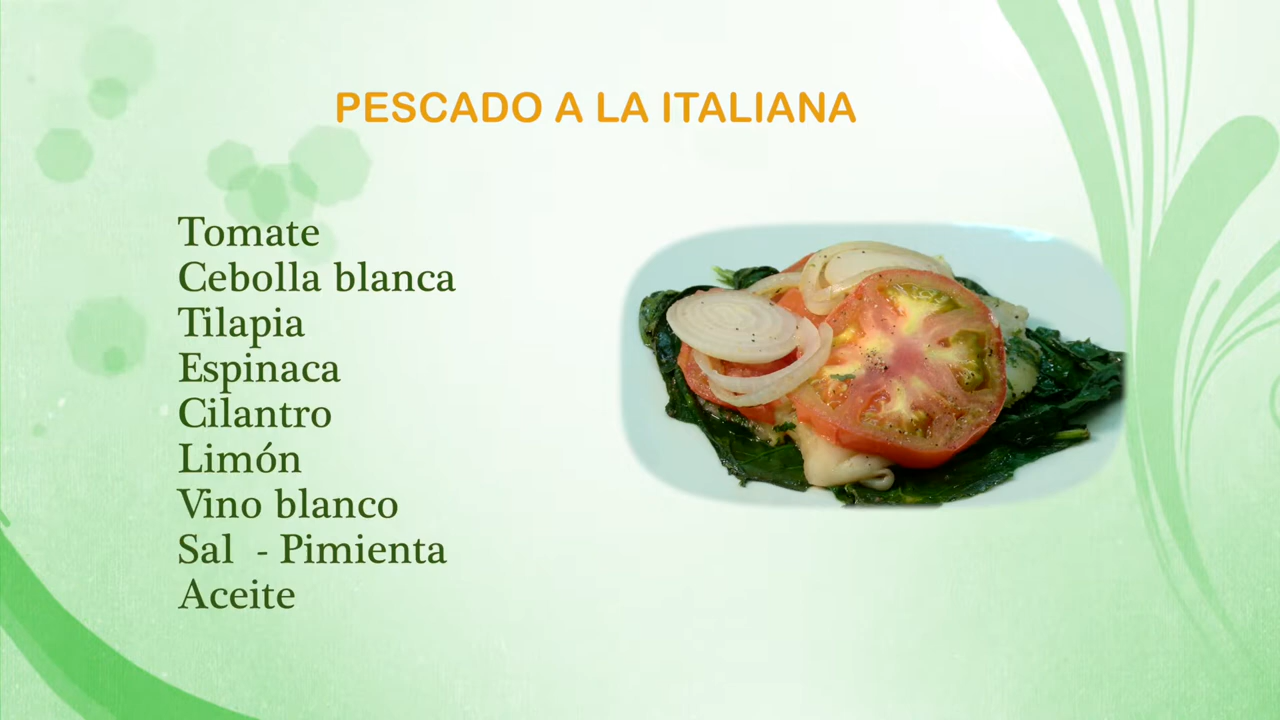 PESCADO A LA ITALIANA
Tomate
Cebolla blanca
Tilapia
Espinaca
Cilantro
Limón
Vino blanco
Sal - Pimienta
Aceite